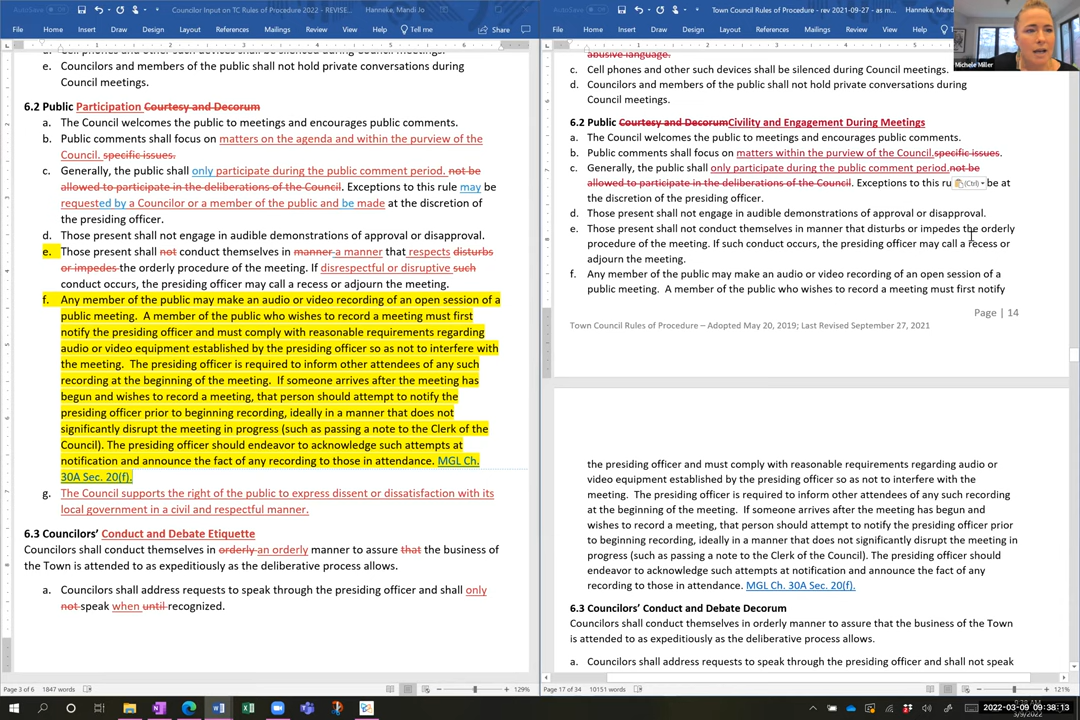 AutoSave Off
Councilor Input on TC Rules of Procedure 2022 - REVISE...
Hanneke, Mandi Jo
File Home Insert Draw Design Layout References Mailings Review View Help Tell me Share
Councilors and members of the public shall not hold private conversations during
e. Councilors and members of the public shall not hold private conversations during
Council meetings.
6.2 Public Participation Courtesy and Decorum
a. The Council welcomes the public to meetings and encourages public comments.
b. Public comments shall focus on matters on the agenda and within the purview of the
Council. specific issues.
c. Generally, the public shall only participate during the public comment period. not be
allowed to participate in the deliberations of the Council. Exceptions to this rule may be
requested by a Councilor or a member of the public and be made at the discretion of
the presiding officer.
d. Those present shall not engage in audible demonstrations of approval or disapproval.
e. Those present shall not conduct themselves in manner a manner that respects disturbs
or impedes the orderly procedure of the meeting. If disrespectful or disruptive such
conduct occurs, the presiding officer may call a recess or adjourn the meeting.
f. Any member of the public may make an audio or video recording of an open session of a
public meeting. A member of the public who wishes to record a meeting must first
notify the presiding officer and must comply with reasonable requirements regarding
audio or video equipment established by the presiding officer so as not to interfere with
the meeting. The presiding officer is required to inform other attendees of any such
recording at the beginning of the meeting. If someone arrives after the meeting has
begun and wishes to record a meeting, that person should attempt to notify the
presiding officer prior to beginning recording, ideally in a manner that does not
significantly disrupt the meeting in progress (such as passing a note to the Clerk of the
Council). The presiding officer should endeavor to acknowledge such attempts at
notification and announce the fact of any recording to those in attendance. MGL Ch.
30A Sec. 20(f).
g. The Council supports the right of the public to express dissent or dissatisfaction with its
local government in a civil and respectful manner.
6.3 Councilors' Conduct and Debate Etiquette
Councilors shall conduct themselves in orderly an orderly manner to assure that the business of
the Town is attended to as expeditiously as the deliberative process allows.
a. Councilors shall address requests to speak through the presiding officer and shall only
not speak when until recognized.
Page 3 of 6 1847 words
129%
AutoSave Off
Town Council Rules of Procedure - rev 2021-09-27 - as m...
Hanneke, Mandi Jo
File Home Insert Draw Design Layout References Mailings Review View Help
Michele Miller
abusive language.
c. Cell phones and other such devices shall be silenced during Council meetings.
d. Councilors and members of the public shall not hold private conversations during
Council meetings.
6.2 Public Courtesy and DecorumCivility and Engagement During Meetings
a. The Council welcomes the public to meetings and encourages public comments.
b. Public comments shall focus on matters within the purview of the Council.specific issues.
c. Generally, the public shall only participate during the public comment period.not be
allowed to participate in the deliberations of the Council. Exceptions to this ru (Ctrl) be at
the discretion of the presiding officer.
d. Those present shall not engage in audible demonstrations of approval or disapproval.
e. Those present shall not conduct themselves in manner that disturbs or impedes the orderly
procedure of the meeting. If such conduct occurs, the presiding officer may call a recess or
adjourn the meeting.
f. Any member of the public may make an audio or video recording of an open session of a
public meeting. A member of the public who wishes to record a meeting must first notify
Page | 14
Town Council Rules of Procedure – Adopted May 20, 2019; Last Revised September 27, 2021
the presiding officer and must comply with reasonable requirements regarding audio or
video equipment established by the presiding officer so as not to interfere with the
meeting. The presiding officer is required to inform other attendees of any such recording
at the beginning of the meeting. If someone arrives after the meeting has begun and
wishes to record a meeting, that person should attempt to notify the presiding officer prior
to beginning recording, ideally in a manner that does not significantly disrupt the meeting in
progress (such as passing a note to the Clerk of the Council). The presiding officer should
endeavor to acknowledge such attempts at notification and announce the fact of any
recording to those in attendance. MGL Ch. 30A Sec. 20(f).
6.3 Councilors' Conduct and Debate Decorum
Councilors shall conduct themselves in orderly manner to assure that the business of the Town
is attended to as expeditiously as the deliberative process allows.
a. Councilors shall address requests to speak through the presiding officer and shall not speak
Page 17 of 34 10151 words
121%
2022-03-09 09:38:13